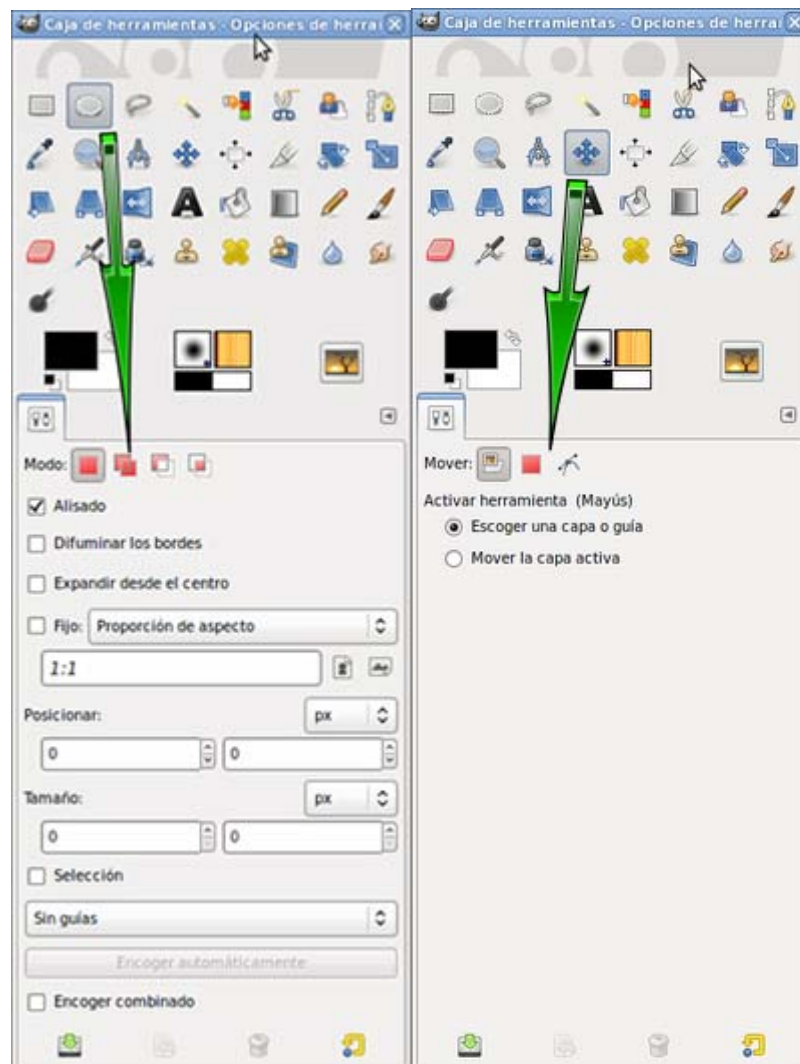 Caja de herramientas - Opciones de herrai
Modo:
Alisado
Difuminar los bordes
Expandir desde el centro
Fijo: Proporción de aspecto
1:1
Posicionar: px
0 0
Tamaño: px
0 0
Selección
Sin guías
Encoger automáticamente
Encoger combinado
Caja de herramientas - Opciones de herrai
Mover:
Activar herramienta (Mayús)
Escoger una capa o guía
Mover la capa activa